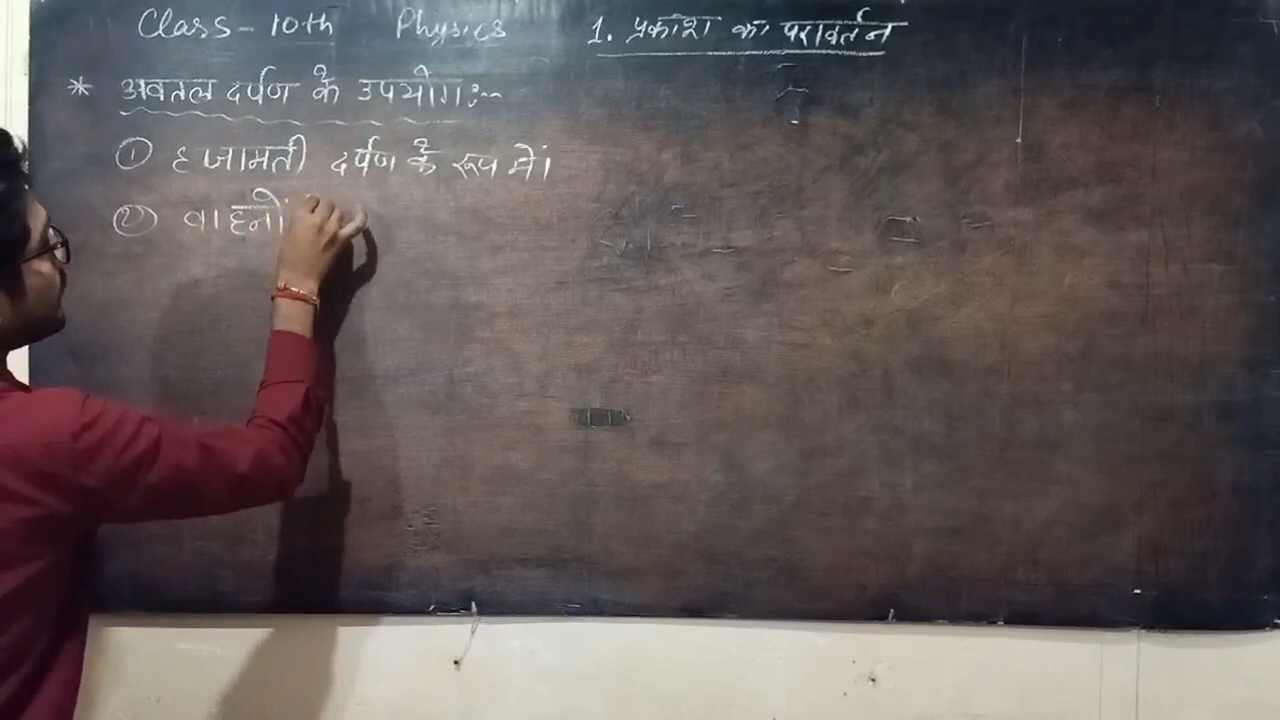 Class - 10th Physics 1. प्रकाश का परावर्तन
* अवतल दर्पण के उपयोग :-
① हजामती दर्पण के रूप में।
② वाहनों